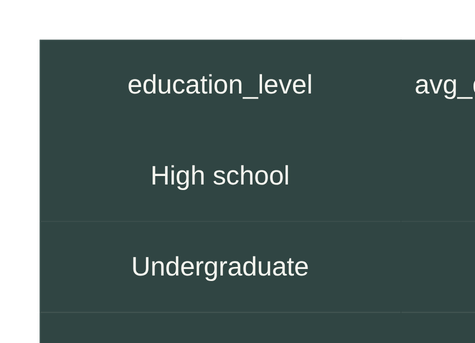 education_level
High school
Undergraduate